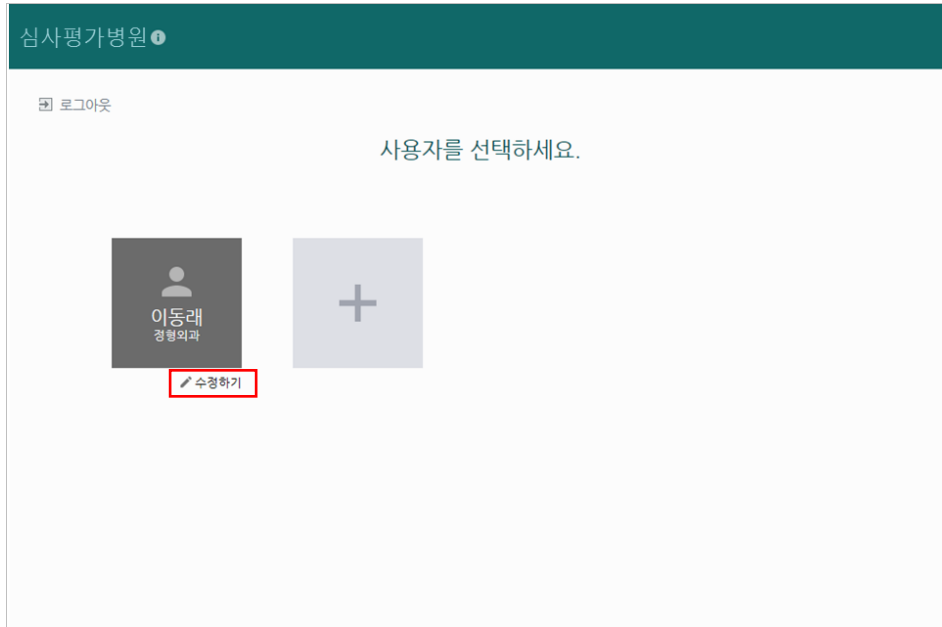 심사평가병원
로그아웃
사용자를 선택하세요.
이동래
정형외과
수정하기